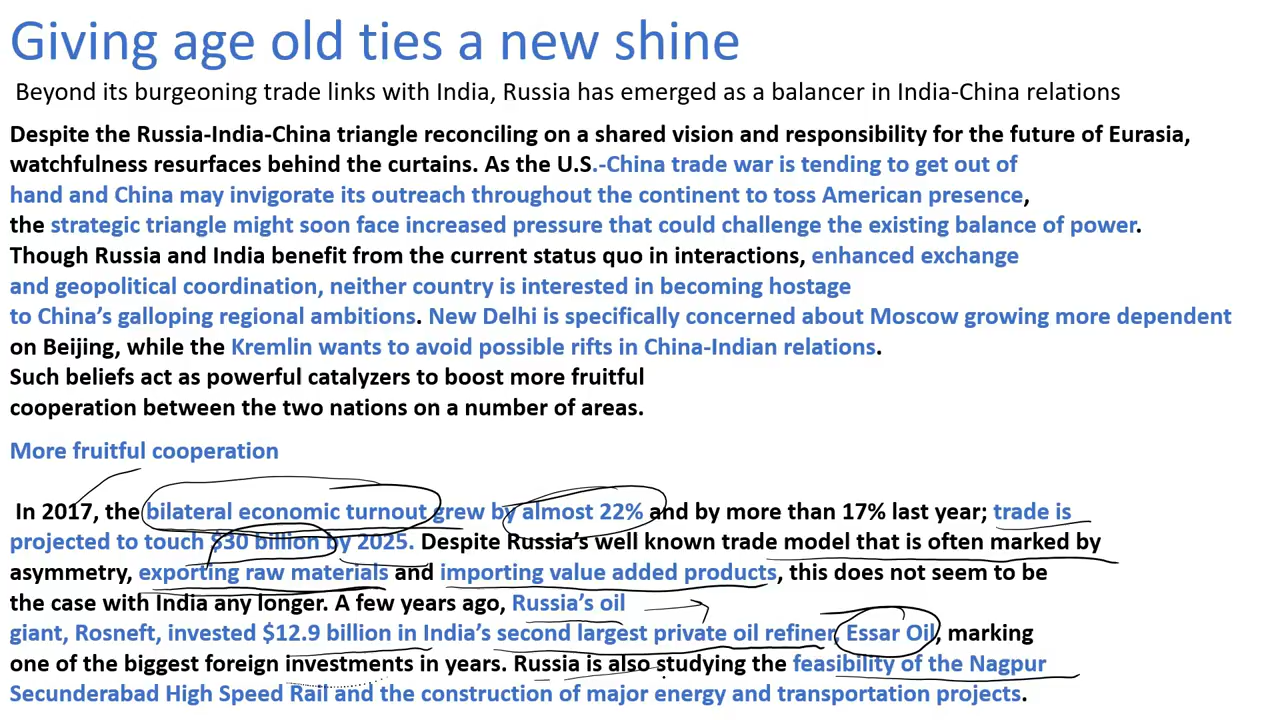 Giving age old ties a new shine
Beyond its burgeoning trade links with India, Russia has emerged as a balancer in India-China relations
Despite the Russia-India-China triangle reconciling on a shared vision and responsibility for the future of Eurasia,
watchfulness resurfaces behind the curtains. As the U.S.-China trade war is tending to get out of
hand and China may invigorate its outreach throughout the continent to toss American presence,
the strategic triangle might soon face increased pressure that could challenge the existing balance of power.
Though Russia and India benefit from the current status quo in interactions, enhanced exchange
and geopolitical coordination, neither country is interested in becoming hostage
to China’s galloping regional ambitions. New Delhi is specifically concerned about Moscow growing more dependent
on Beijing, while the Kremlin wants to avoid possible rifts in China-Indian relations.
Such beliefs act as powerful catalyzers to boost more fruitful
cooperation between the two nations on a number of areas.
More fruitful cooperation
In 2017, the bilateral economic turnout grew by almost 22% and by more than 17% last year; trade is
projected to touch $30 billion by 2025. Despite Russia’s well known trade model that is often marked by
asymmetry, exporting raw materials and importing value added products, this does not seem to be
the case with India any longer. A few years ago, Russia’s oil
giant, Rosneft, invested $12.9 billion in India’s second largest private oil refiner, Essar Oil, marking
one of the biggest foreign investments in years. Russia is also studying the feasibility of the Nagpur
Secunderabad High Speed Rail and the construction of major energy and transportation projects.